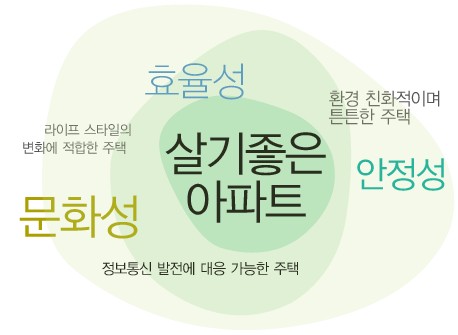 효율성
환경 친화적이며
튼튼한 주택
라이프 스타일의
변화에 적합한 주택
살기좋은
아파트
안정성
문화성
정보통신 발전에 대응 가능한 주택